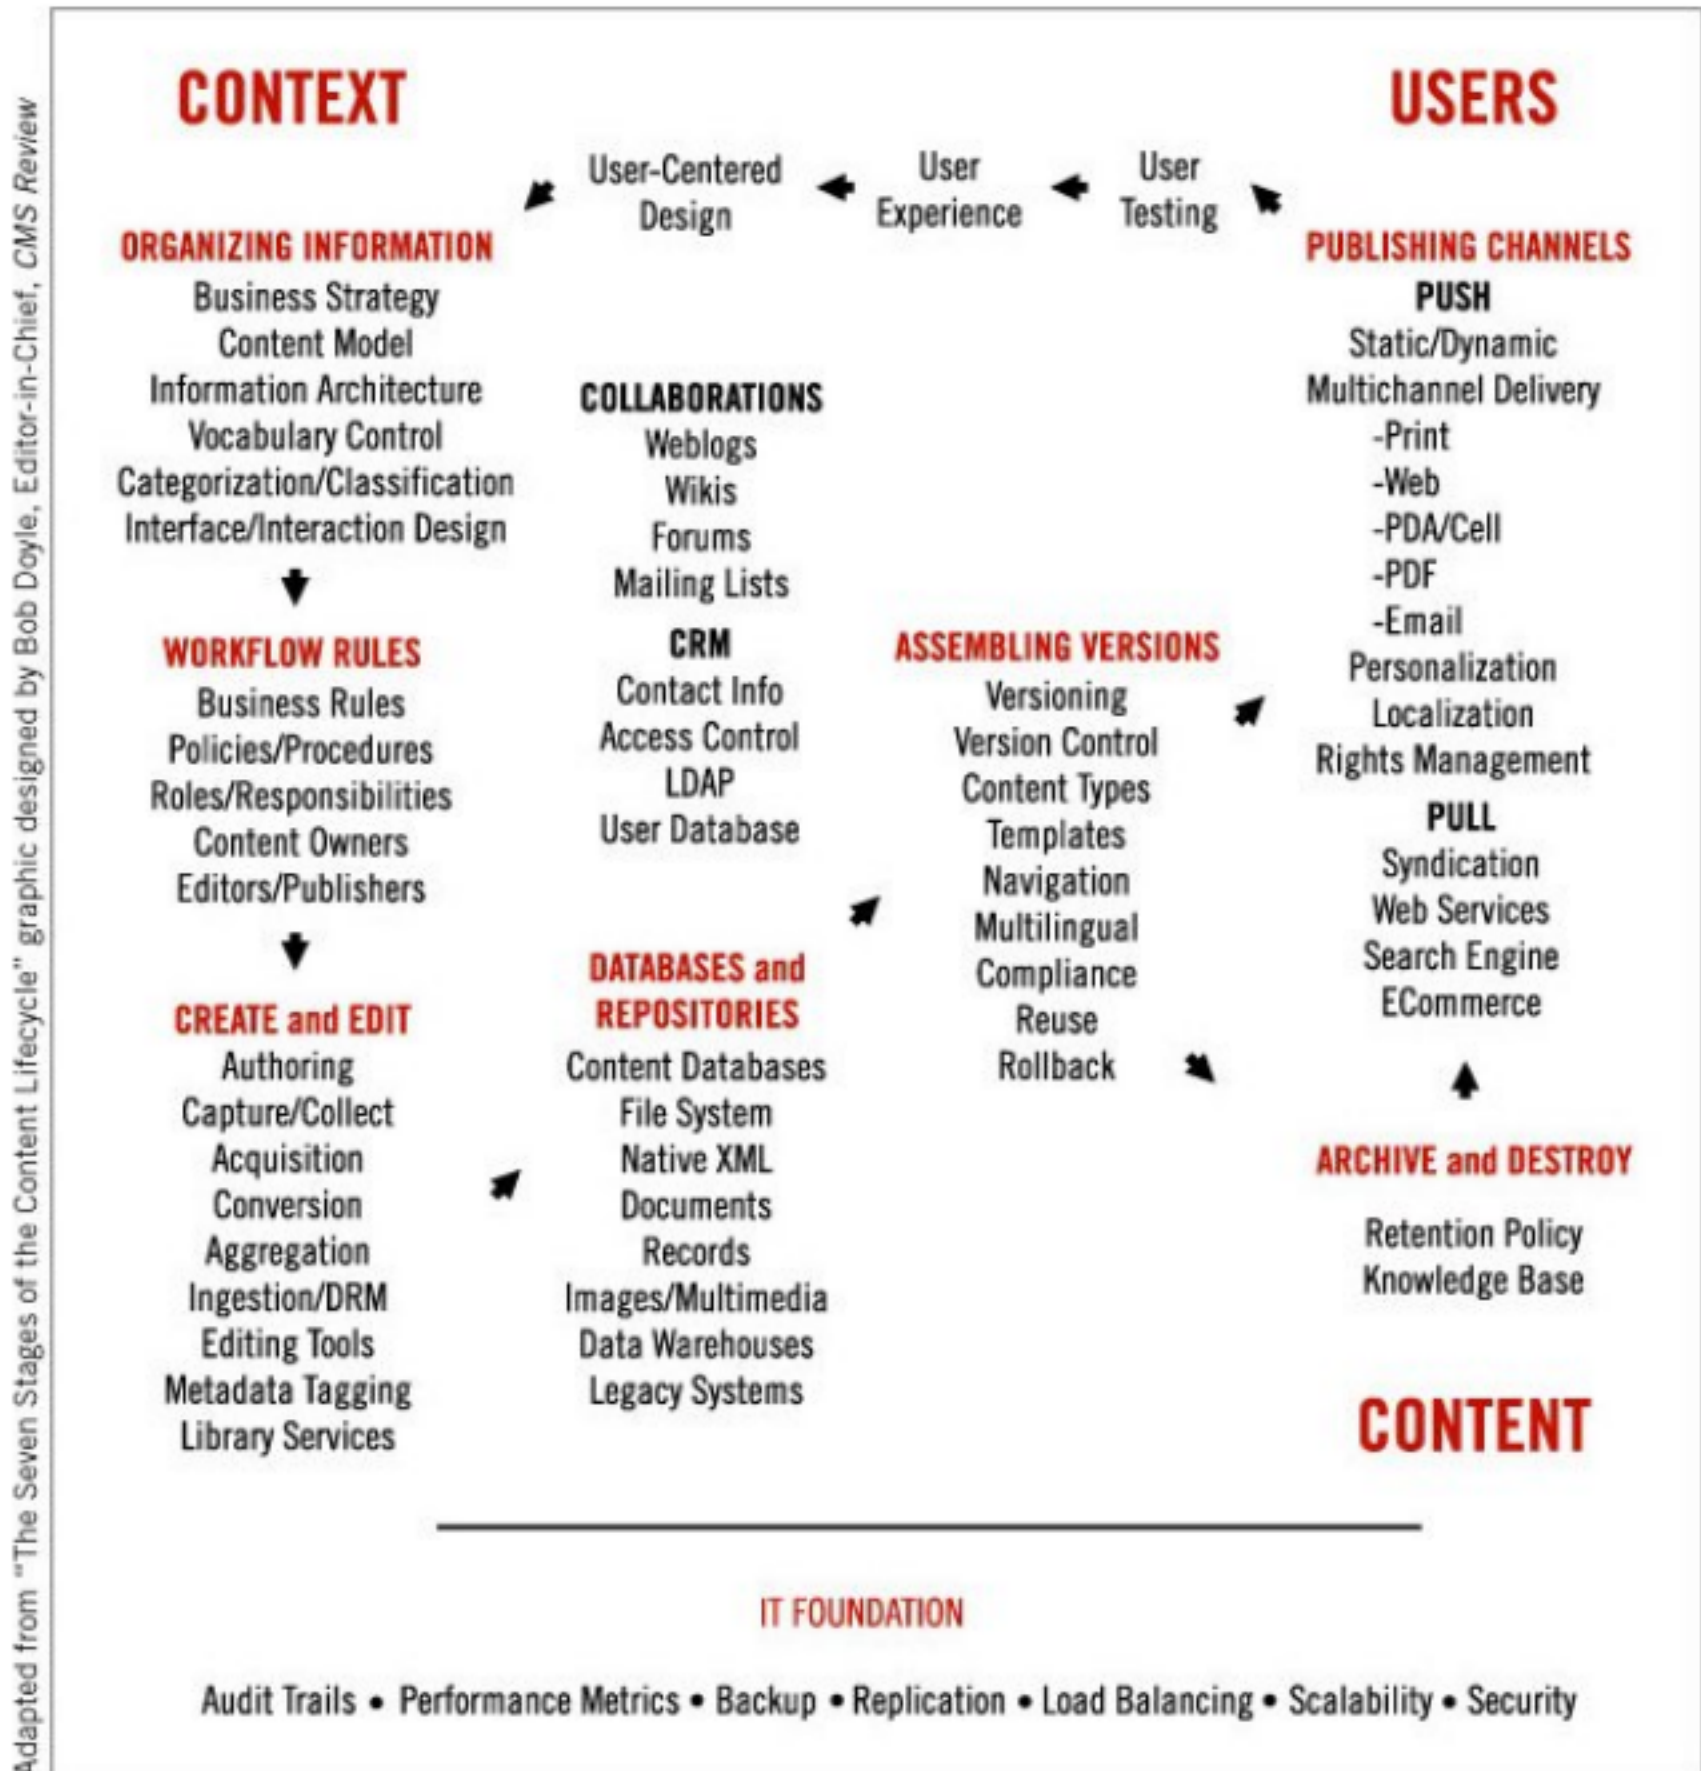 CONTEXT
USERS
User-Centered
Design
User
Experience
User
Testing
ORGANIZING INFORMATION
Business Strategy
Content Model
Information Architecture
Vocabulary Control
Categorization/Classification
Interface/Interaction Design
WORKFLOW RULES
Business Rules
Policies/Procedures
Roles/Responsibilities
Content Owners
Editors/Publishers
CREATE and EDIT
Authoring
Capture/Collect
Acquisition
Conversion
Aggregation
Ingestion/DRM
Editing Tools
Metadata Tagging
Library Services
COLLABORATIONS
Weblogs
Wikis
Forums
Mailing Lists
CRM
Contact Info
Access Control
LDAP
User Database
DATABASES and
REPOSITORIES
Content Databases
File System
Native XML
Documents
Records
Images/Multimedia
Data Warehouses
Legacy Systems
ASSEMBLING VERSIONS
Versioning
Version Control
Content Types
Templates
Navigation
Multilingual
Compliance
Reuse
Rollback
PUBLISHING CHANNELS
PUSH
Static/Dynamic
Multichannel Delivery
-Print
-Web
-PDA/Cell
-PDF
-Email
Personalization
Localization
Rights Management
PULL
Syndication
Web Services
Search Engine
ECommerce
ARCHIVE and DESTROY
Retention Policy
Knowledge Base
CONTENT
IT FOUNDATION
Audit Trails • Performance Metrics • Backup • Replication • Load Balancing • Scalability • Security
Adapted from "The Seven Stages of the Content Lifecycle" graphic designed by Bob Doyle, Editor-in-Chief, CMS Review